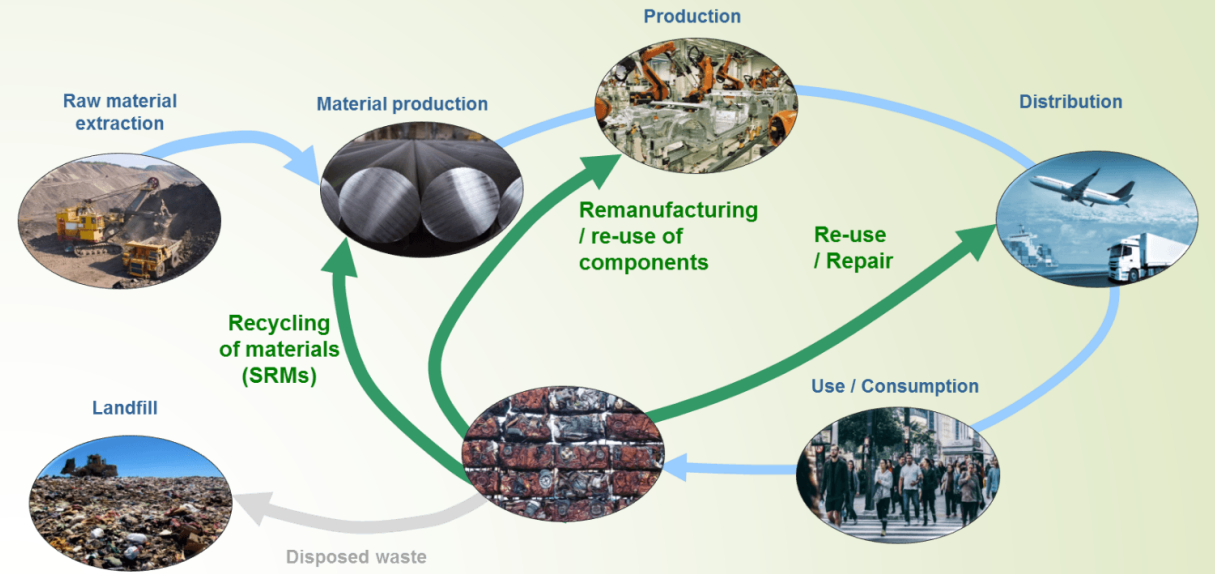 Production
Raw material
extraction
Material production
Distribution
Remanufacturing
/ re-use of
components
Re-use
/ Repair
Recycling
of materials
(SRMs)
Use / Consumption
Landfill
Disposed waste